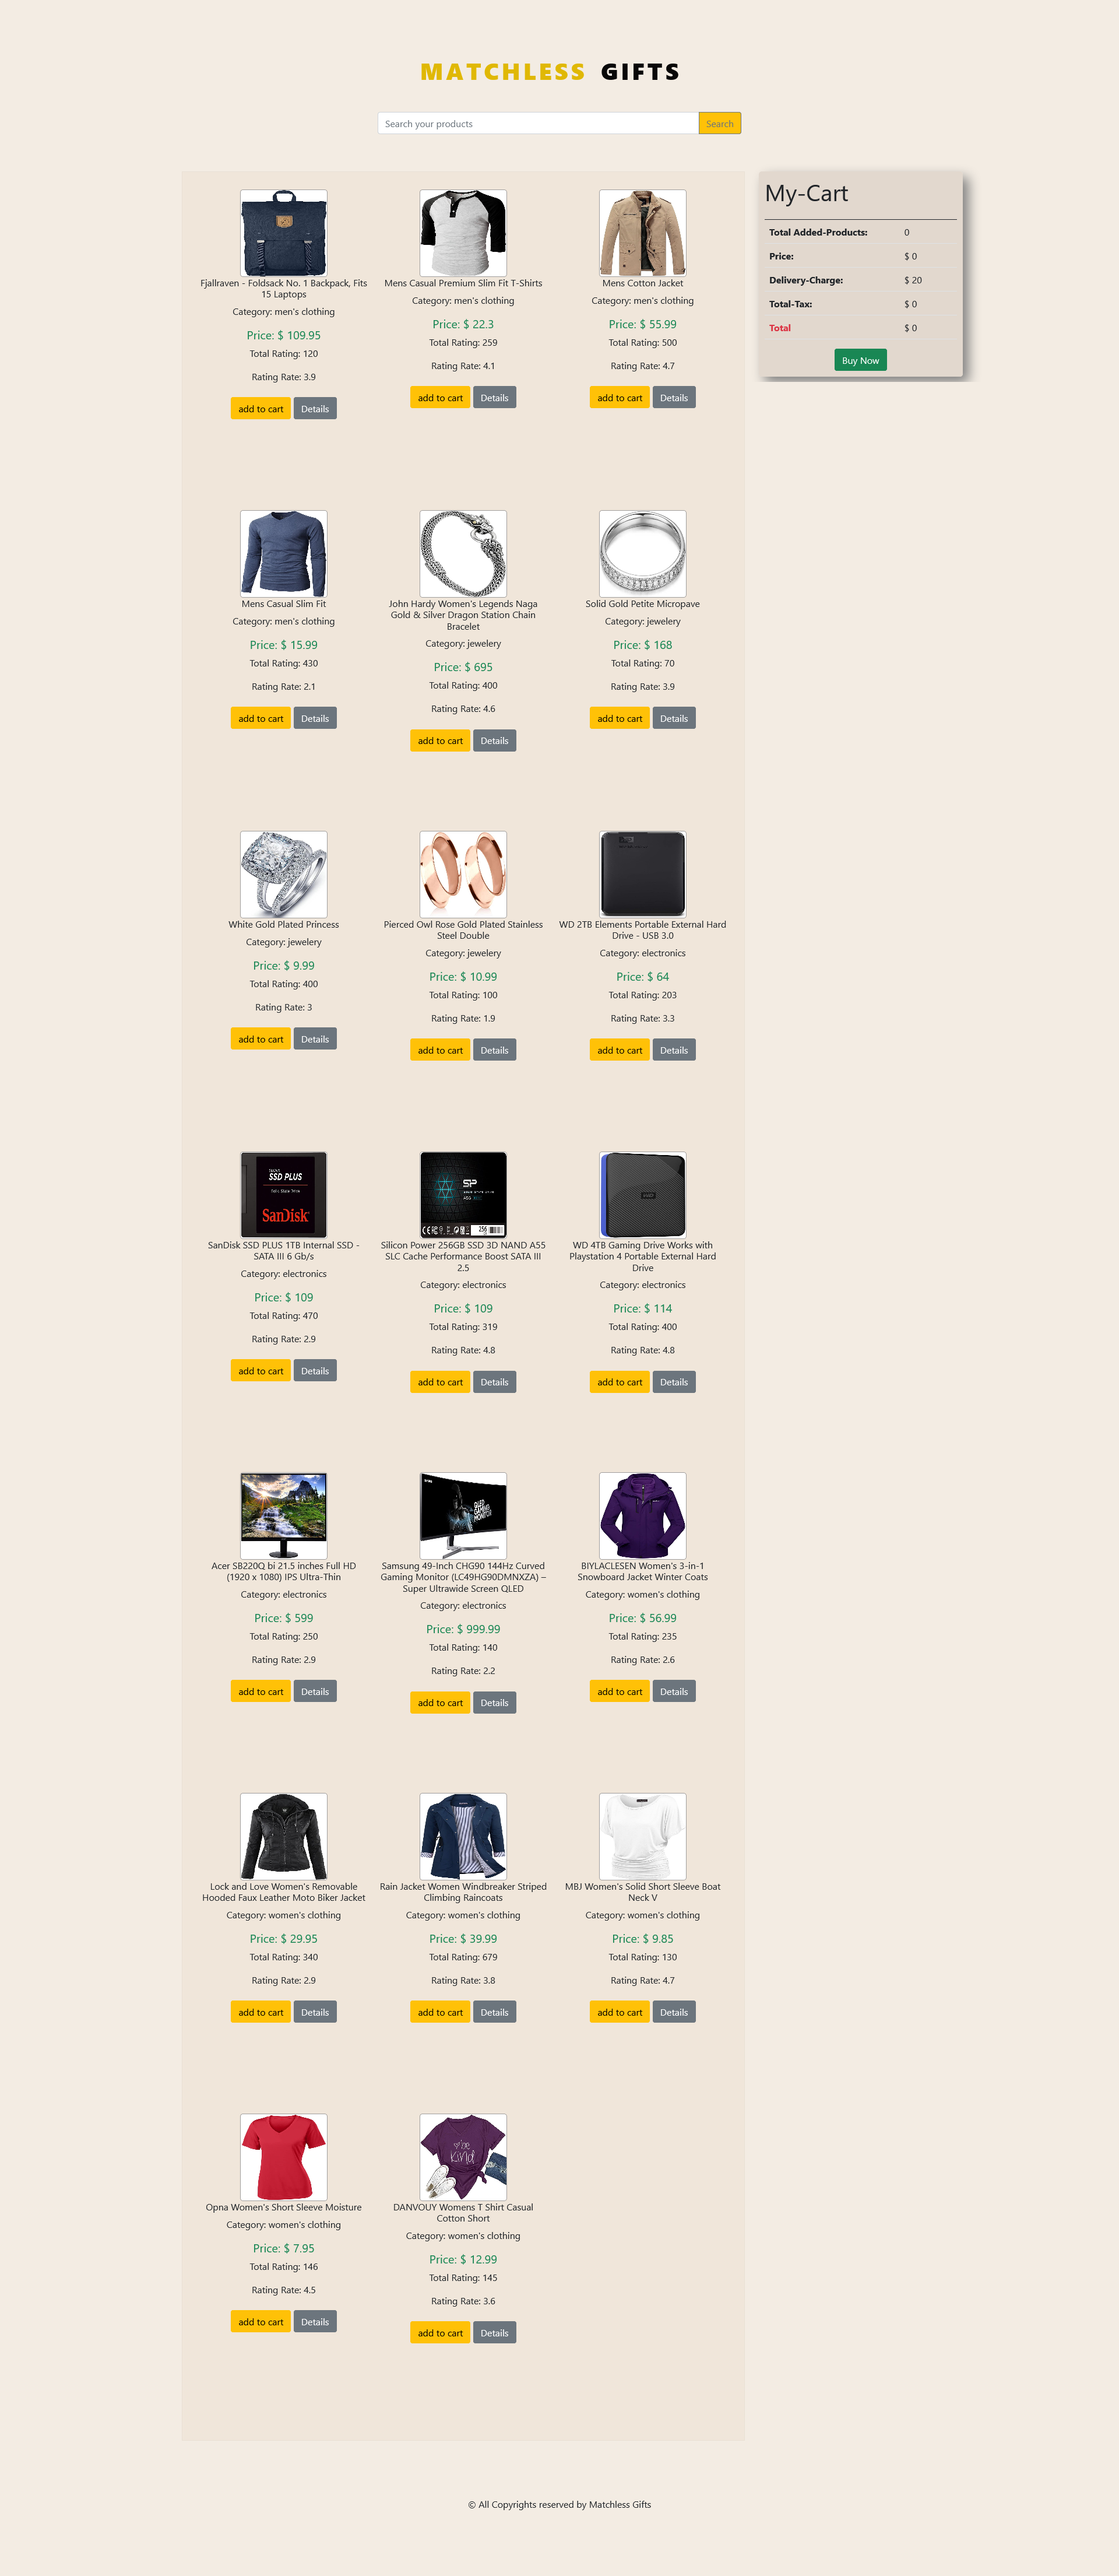 MATCHLESS GIFTS
Search your products
Search
My-Cart
Total Added-Products: 0
Price: $ 0
Delivery-Charge: $ 20
Total-Tax: $ 0
Total $ 0
Buy Now
Fjallraven - Foldsack No. 1 Backpack, Fits
15 Laptops
Category: men's clothing
Price: $ 109.95
Total Rating: 120
Rating Rate: 3.9
add to cart Details
Mens Casual Premium Slim Fit T-Shirts
Category: men's clothing
Price: $ 22.3
Total Rating: 259
Rating Rate: 4.1
add to cart Details
Mens Cotton Jacket
Category: men's clothing
Price: $ 55.99
Total Rating: 500
Rating Rate: 4.7
add to cart Details
Mens Casual Slim Fit
Category: men's clothing
Price: $ 15.99
Total Rating: 430
Rating Rate: 2.1
add to cart Details
John Hardy Women's Legends Naga
Gold & Silver Dragon Station Chain
Bracelet
Category: jewelery
Price: $ 695
Total Rating: 400
Rating Rate: 4.6
add to cart Details
Solid Gold Petite Micropave
Category: jewelery
Price: $ 168
Total Rating: 70
Rating Rate: 3.9
add to cart Details
White Gold Plated Princess
Category: jewelery
Price: $ 9.99
Total Rating: 400
Rating Rate: 3
add to cart Details
Pierced Owl Rose Gold Plated Stainless
Steel Double
Category: jewelery
Price: $ 10.99
Total Rating: 100
Rating Rate: 1.9
add to cart Details
WD 2TB Elements Portable External Hard
Drive - USB 3.0
Category: electronics
Price: $ 64
Total Rating: 203
Rating Rate: 3.3
add to cart Details
SSD PLUS
Solid State Drive
SanDisk
SanDisk SSD PLUS 1TB Internal SSD -
SATA III 6 Gb/s
Category: electronics
Price: $ 109
Total Rating: 470
Rating Rate: 2.9
add to cart Details
SP
A55
256
Silicon Power 256GB SSD 3D NAND A55
SLC Cache Performance Boost SATA III
2.5
Category: electronics
Price: $ 109
Total Rating: 319
Rating Rate: 4.8
add to cart Details
WD 4TB Gaming Drive Works with
Playstation 4 Portable External Hard
Drive
Category: electronics
Price: $ 114
Total Rating: 400
Rating Rate: 4.8
add to cart Details
Acer SB220Q bi 21.5 inches Full HD
(1920 x 1080) IPS Ultra-Thin
Category: electronics
Price: $ 599
Total Rating: 250
Rating Rate: 2.9
add to cart Details
QLED
GAMING
MONITOR
Samsung 49-Inch CHG90 144Hz Curved
Gaming Monitor (LC49HG90DMNXZA) –
Super Ultrawide Screen QLED
Category: electronics
Price: $ 999.99
Total Rating: 140
Rating Rate: 2.2
add to cart Details
BIYLACLESEN Women's 3-in-1
Snowboard Jacket Winter Coats
Category: women's clothing
Price: $ 56.99
Total Rating: 235
Rating Rate: 2.6
add to cart Details
Lock and Love Women's Removable
Hooded Faux Leather Moto Biker Jacket
Category: women's clothing
Price: $ 29.95
Total Rating: 340
Rating Rate: 2.9
add to cart Details
Rain Jacket Women Windbreaker Striped
Climbing Raincoats
Category: women's clothing
Price: $ 39.99
Total Rating: 679
Rating Rate: 3.8
add to cart Details
MBJ Women's Solid Short Sleeve Boat
Neck V
Category: women's clothing
Price: $ 9.85
Total Rating: 130
Rating Rate: 4.7
add to cart Details
Opna Women's Short Sleeve Moisture
Category: women's clothing
Price: $ 7.95
Total Rating: 146
Rating Rate: 4.5
add to cart Details
be
kind
DANVOUY Womens T Shirt Casual
Cotton Short
Category: women's clothing
Price: $ 12.99
Total Rating: 145
Rating Rate: 3.6
add to cart Details
© All Copyrights reserved by Matchless Gifts